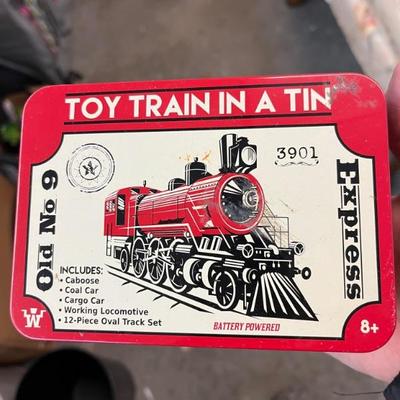 TOY TRAIN IN A TIN
3901
Old No 9
Express
INCLUDES:
• Caboose
• Coal Car
• Cargo Car
• Working Locomotive
• 12-Piece Oval Track Set
BATTERY POWERED
8+
W